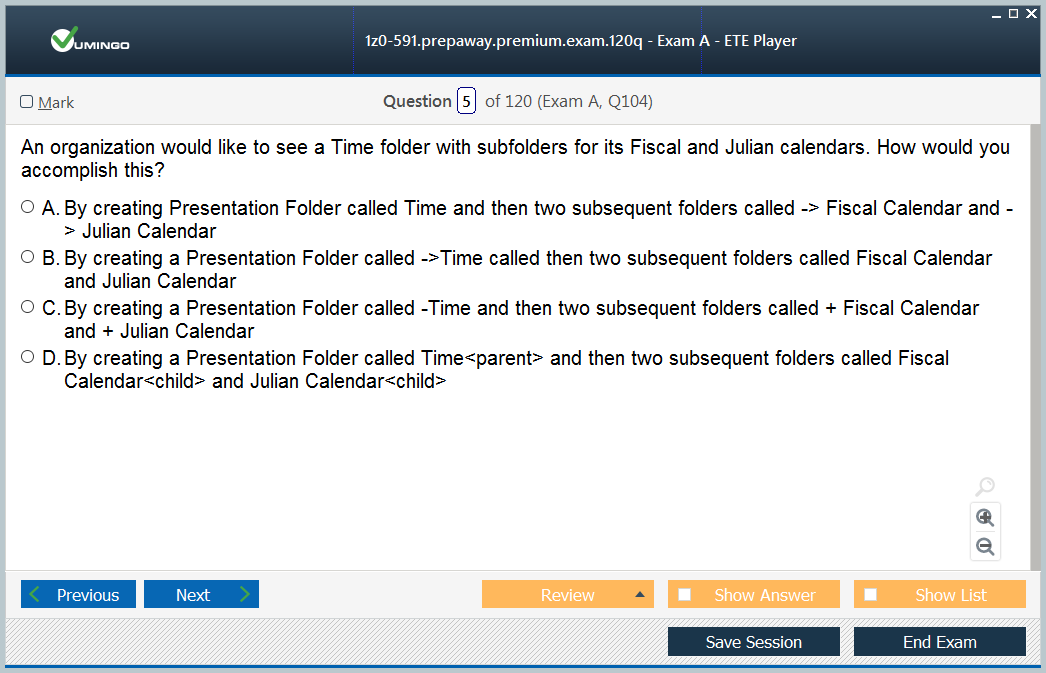 VUMINGO
1z0-591.prepaway.premium.exam.120q - Exam A - ETE Player
Mark
Question 5 of 120 (Exam A, Q104)
An organization would like to see a Time folder with subfolders for its Fiscal and Julian calendars. How would you
accomplish this?
A. By creating Presentation Folder called Time and then two subsequent folders called -> Fiscal Calendar and -
> Julian Calendar
B. By creating a Presentation Folder called ->Time called then two subsequent folders called Fiscal Calendar
and Julian Calendar
C. By creating a Presentation Folder called -Time and then two subsequent folders called + Fiscal Calendar
and + Julian Calendar
D. By creating a Presentation Folder called Time<parent> and then two subsequent folders called Fiscal
Calendar<child> and Julian Calendar<child>
Previous
Next
Review
Show Answer
Show List
Save Session
End Exam